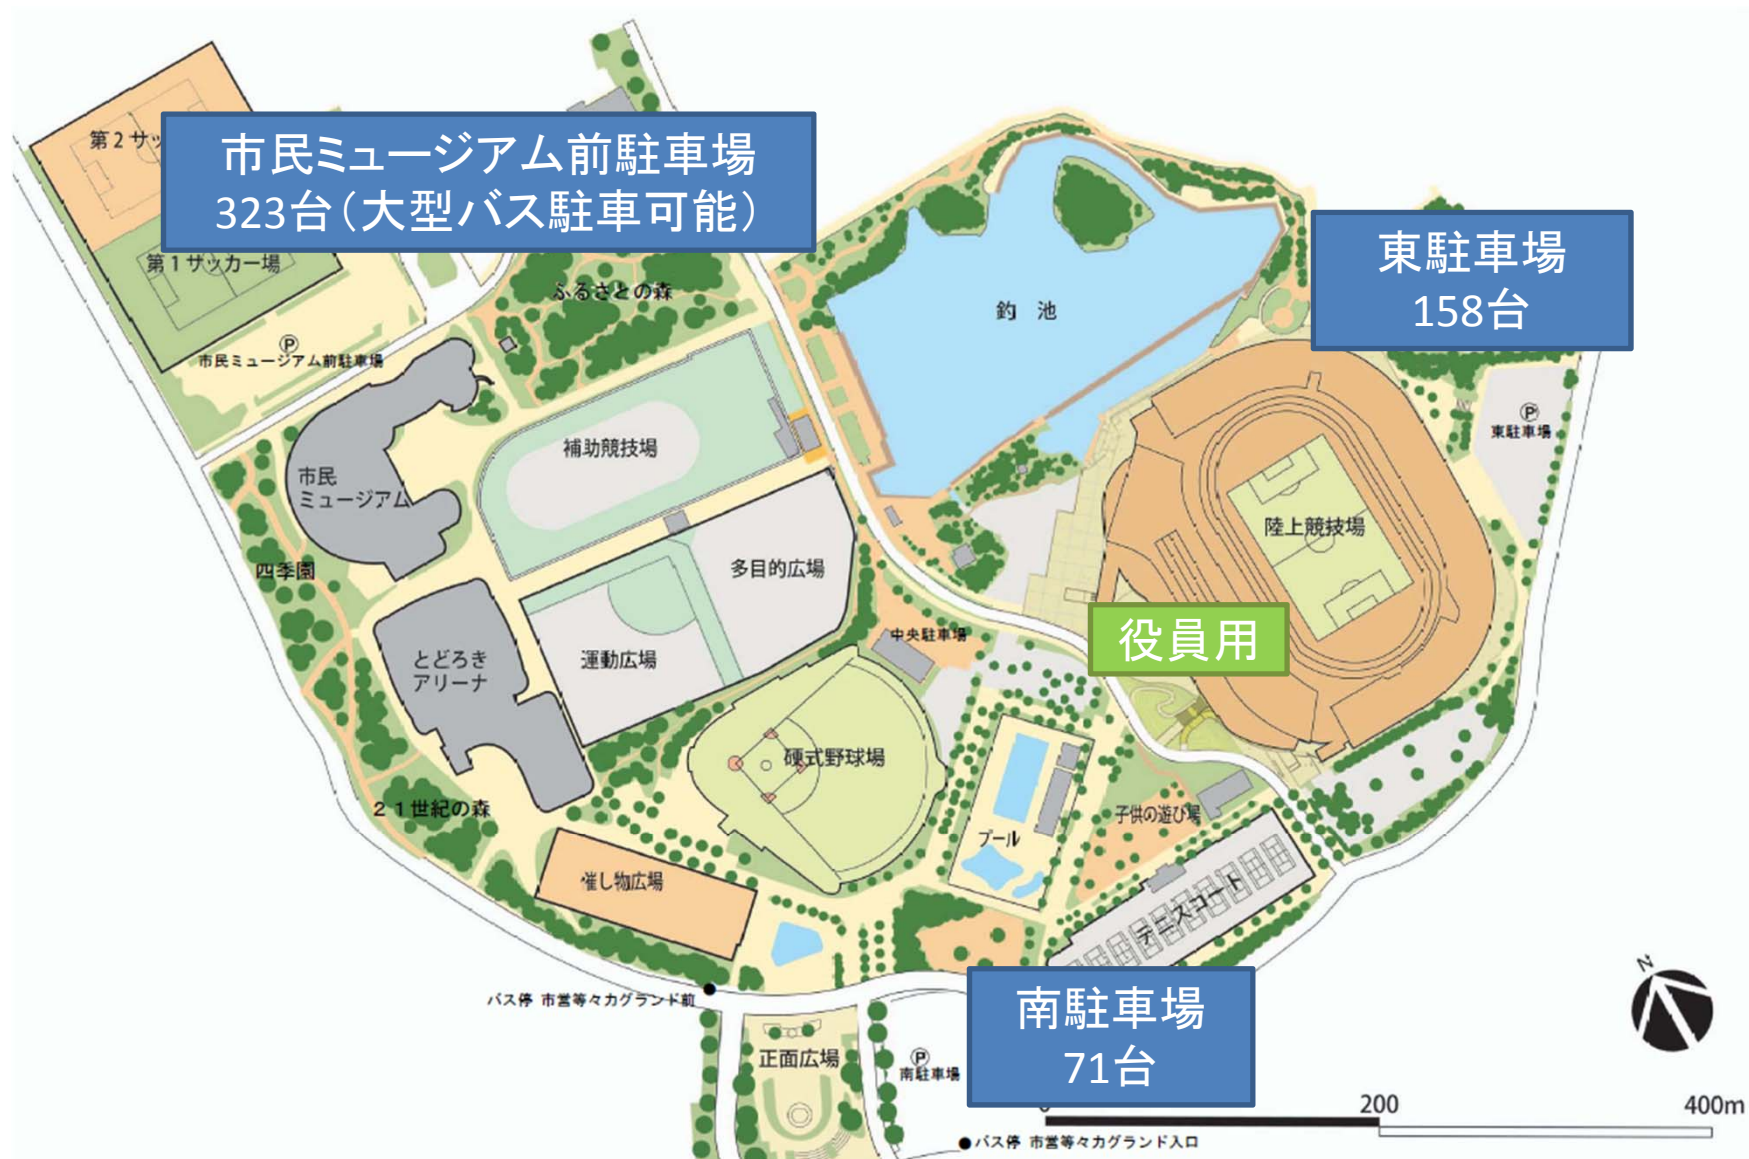 第2サッ
市民ミュージアム前駐車場
323台（大型バス駐車可能）
第1サッカー場
ふるさとの森
釣 池
東駐車場
158台
Ⓟ
市民ミュージアム前駐車場
Ⓟ
東駐車場
補助競技場
市民
ミュージアム
陸上競技場
四季園
多目的広場
役員用
中央駐車場
運動広場
とどろき
アリーナ
硬式野球場
21世紀の森
プール
子供の遊び場
催し物広場
テニスコート
バス停 市営等々力グランド前
南駐車場
71台
正面広場
Ⓟ
南駐車場
N
0
200
400m
●バス停 市営等々力グランド入口